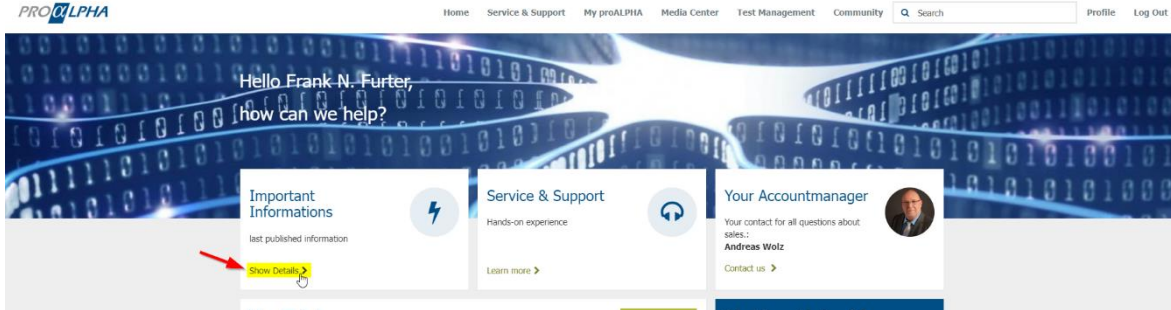 PROαLPHA
Home Service & Support My proALPHA Media Center Test Management Community Search Profile Log Out
Hello Frank N. Furter,
how can we help?
Important
Informations
last published information
Show Details
Service & Support
Hands-on experience
Learn more
Your Accountmanager
Your contact for all questions about
sales.:
Andreas Wolz
Contact us